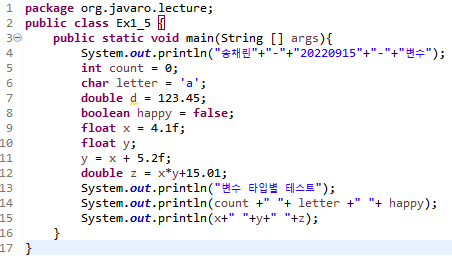 1 package org.javaro.lecture;
2 public class Ex1_5 {
3 public static void main(String [] args){
4 System.out.println("송채린"+"-"+"20220915"+"-"+"변수");
5 int count = 0;
6 char letter = 'a';
7 double d = 123.45;
8 boolean happy = false;
9 float x = 4.1f;
10 float y;
11 y = x + 5.2f;
12 double z = x*y+15.01;
13 System.out.println("변수 타입별 테스트");
14 System.out.println(count +" "+ letter +" "+ happy);
15 System.out.println(x+" "+y+" "+z);
16 }
17 }